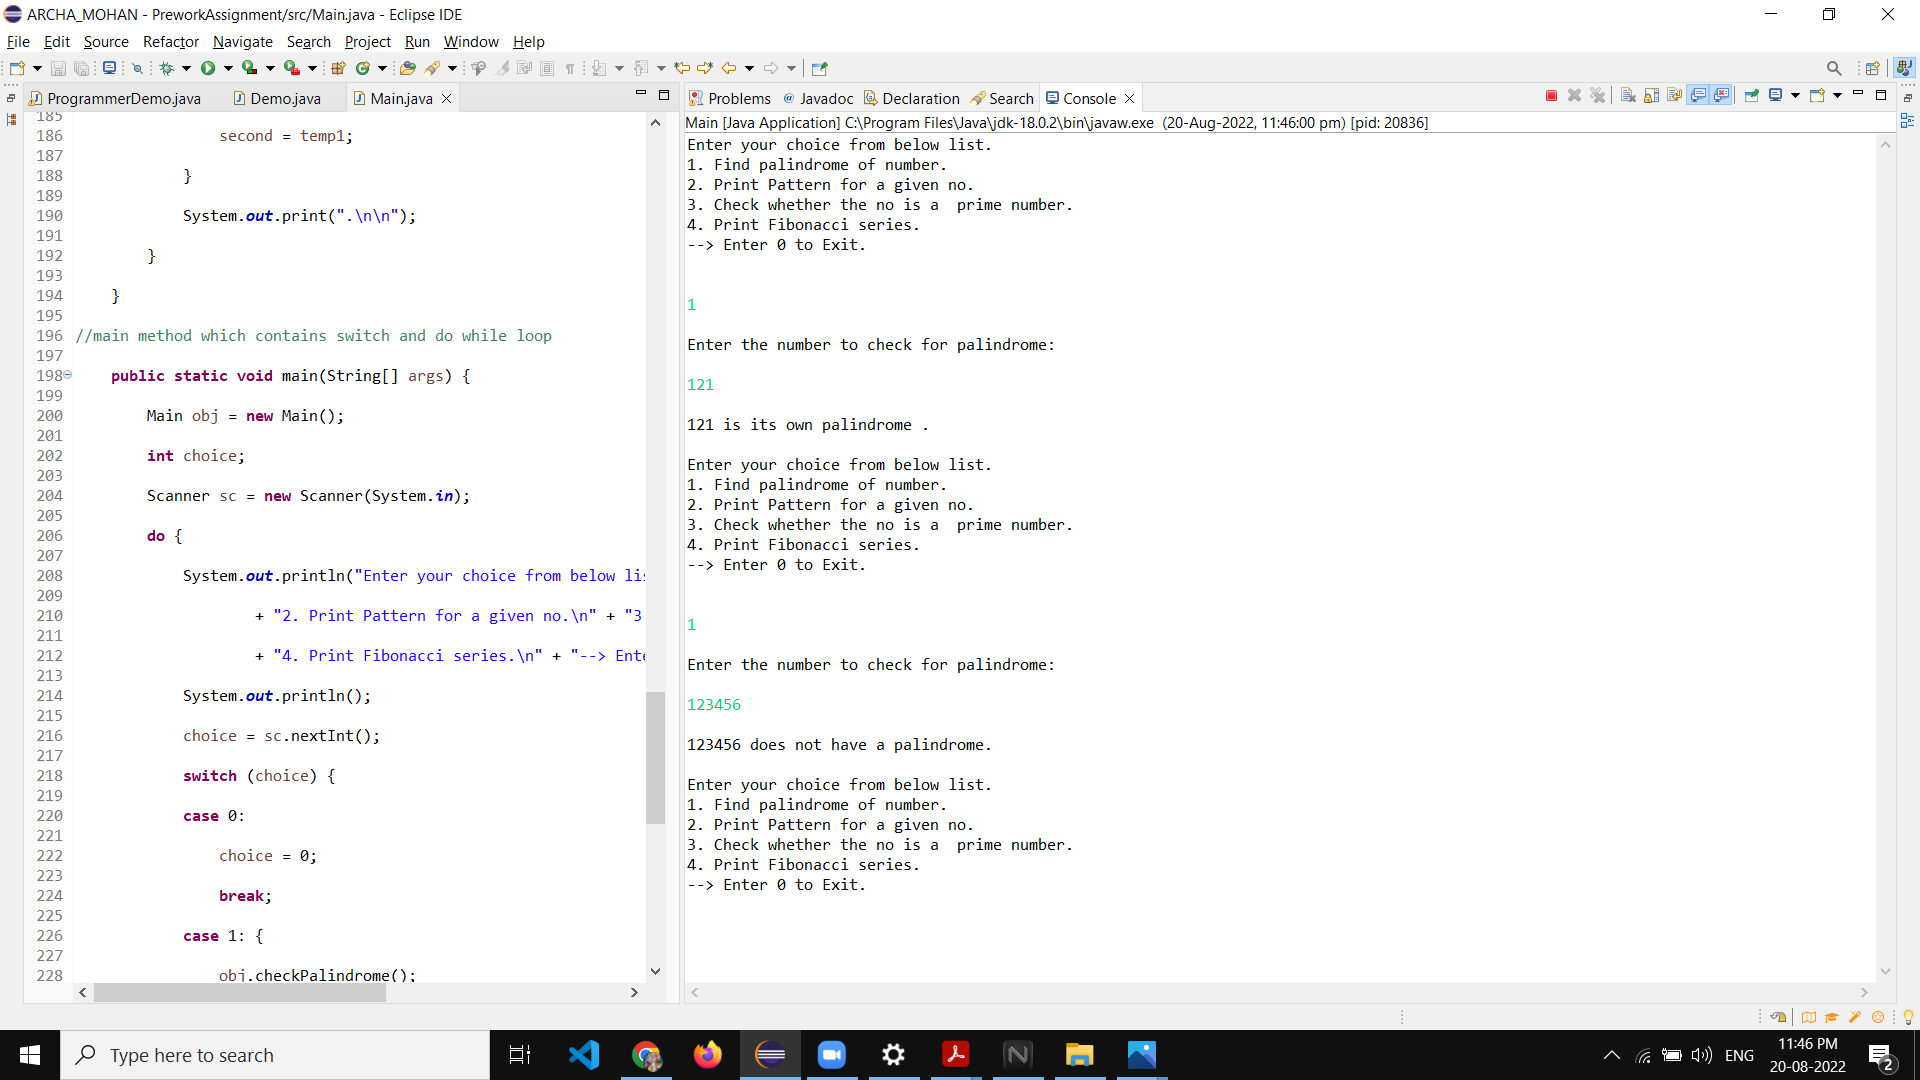 ARCHA_MOHAN - PreworkAssignment/src/Main.java - Eclipse IDE
File Edit Source Refactor Navigate Search Project Run Window Help
ProgrammerDemo.java Demo.java Main.java
185
186 second = temp1;
187
188 }
189
190 System.out.print(".\n\n");
191
192 }
193
194 }
195
196 //main method which contains switch and do while loop
197
198 public static void main(String[] args) {
199
200 Main obj = new Main();
201
202 int choice;
203
204 Scanner sc = new Scanner(System.in);
205
206 do {
207
208 System.out.println("Enter your choice from below lis
209
210 + "2. Print Pattern for a given no.\n" + "3
211
212 + "4. Print Fibonacci series.\n" + "--> Ente
213
214 System.out.println();
215
216 choice = sc.nextInt();
217
218 switch (choice) {
219
220 case 0:
221
222 choice = 0;
223
224 break;
225
226 case 1: {
227
228 obj.checkPalindrome();
Problems Javadoc Declaration Search Console
Main [Java Application] C:\Program Files\Java\jdk-18.0.2\bin\javaw.exe (20-Aug-2022, 11:46:00 pm) [pid: 20836]
Enter your choice from below list.
1. Find palindrome of number.
2. Print Pattern for a given no.
3. Check whether the no is a  prime number.
4. Print Fibonacci series.
--> Enter 0 to Exit.
1
Enter the number to check for palindrome:
121
121 is its own palindrome .
Enter your choice from below list.
1. Find palindrome of number.
2. Print Pattern for a given no.
3. Check whether the no is a  prime number.
4. Print Fibonacci series.
--> Enter 0 to Exit.
1
Enter the number to check for palindrome:
123456
123456 does not have a palindrome.
Enter your choice from below list.
1. Find palindrome of number.
2. Print Pattern for a given no.
3. Check whether the no is a  prime number.
4. Print Fibonacci series.
--> Enter 0 to Exit.
Type here to search
ENG
11:46 PM
20-08-2022
2